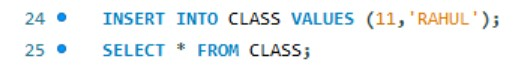 24 ● INSERT INTO CLASS VALUES (11,'RAHUL');
25 ● SELECT * FROM CLASS;